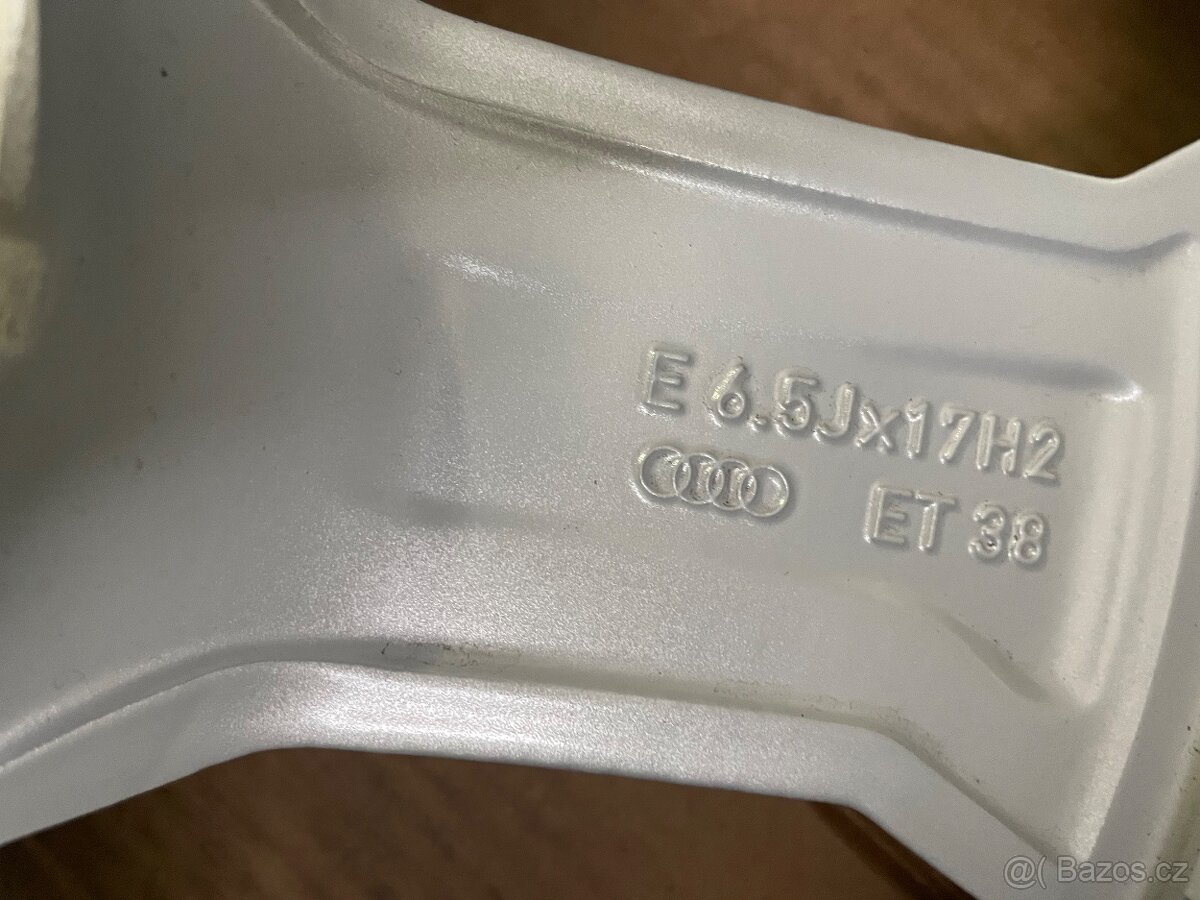 E 6.5Jx17H2
ET 38
@( Bazos.cz